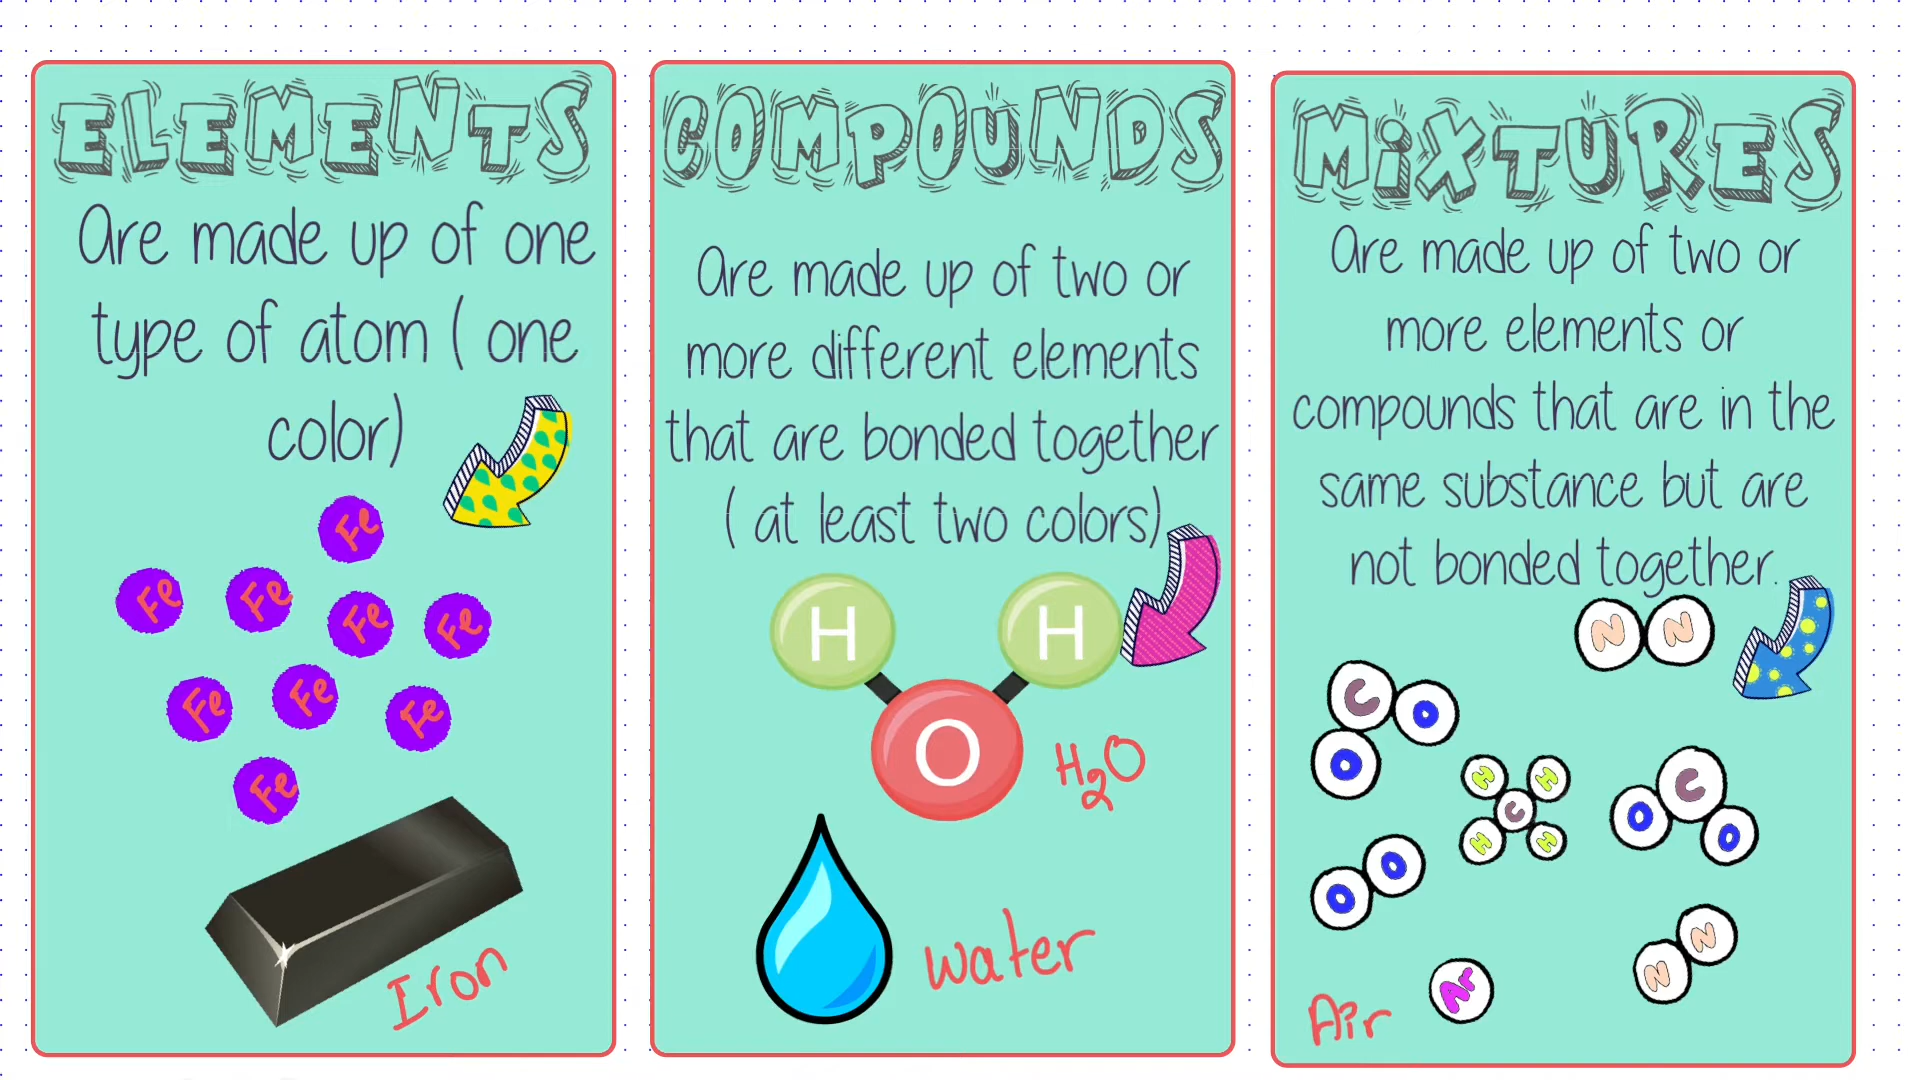 ELEMENTS
Are made up of one
type of atom ( one
color)
Fe
Fe
Fe
Fe
Fe
Fe
Fe
Fe
Fe
Iron
COMPOUNDS
Are made up of two or
more different elements
that are bonded together
( at least two colors)
H H
O
H2O
water
MiXTURES
Are made up of two or
more elements or
compounds that are in the
same substance but are
not bonded together.
N N
C O
O
H H
C
H H
C
O O
O O
N
N
Ar
Air